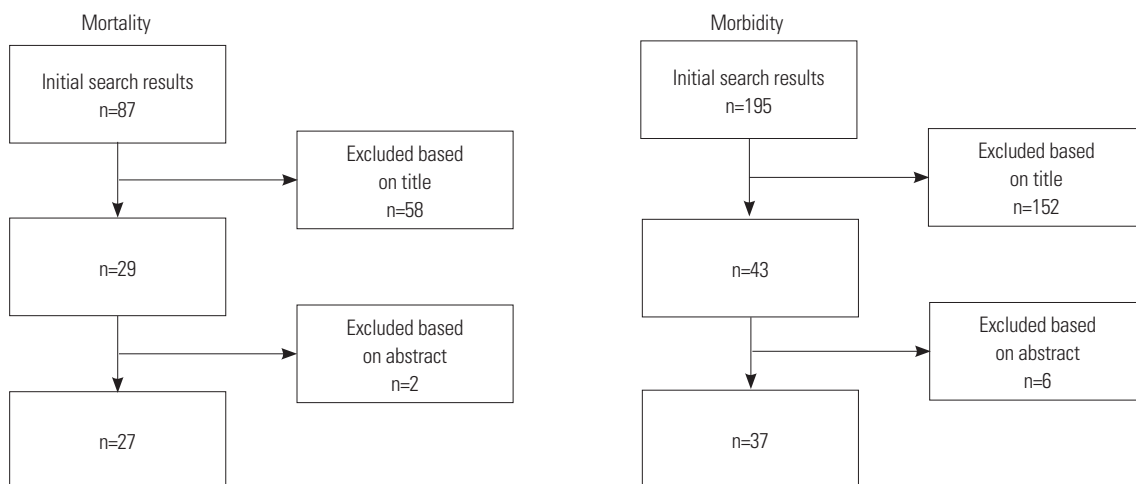 Mortality
Initial search results
n=87
Excluded based
on title
n=58
n=29
Excluded based
on abstract
n=2
n=27
Morbidity
Initial search results
n=195
Excluded based
on title
n=152
n=43
Excluded based
on abstract
n=6
n=37